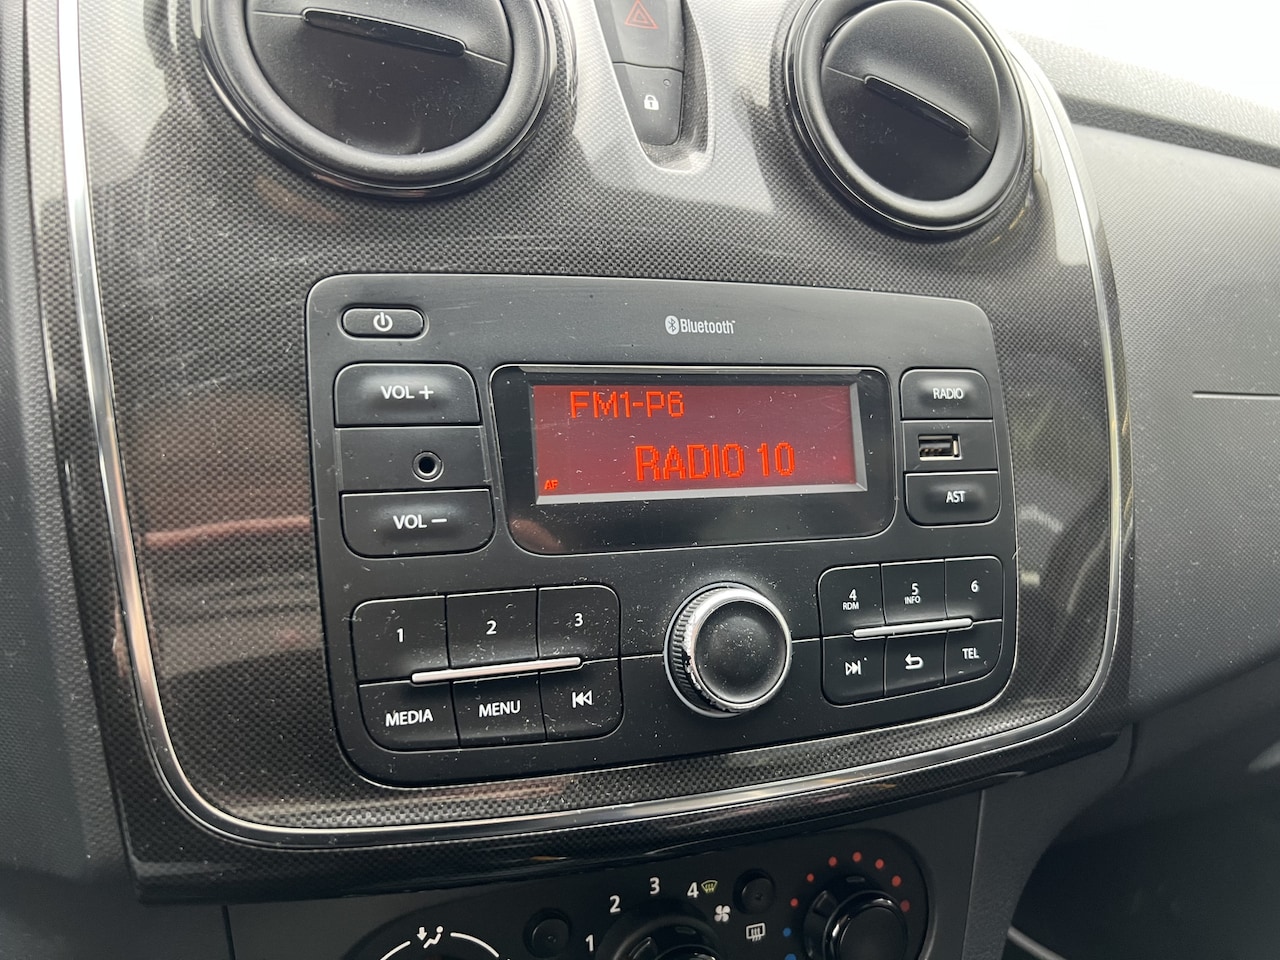 Bluetooth
VOL +
VOL −
FM1-P6
RADIO 10
AF
RADIO
AST
1
2
3
MEDIA
MENU
4
RDM
5
INFO
6
TEL
1
2
3
4